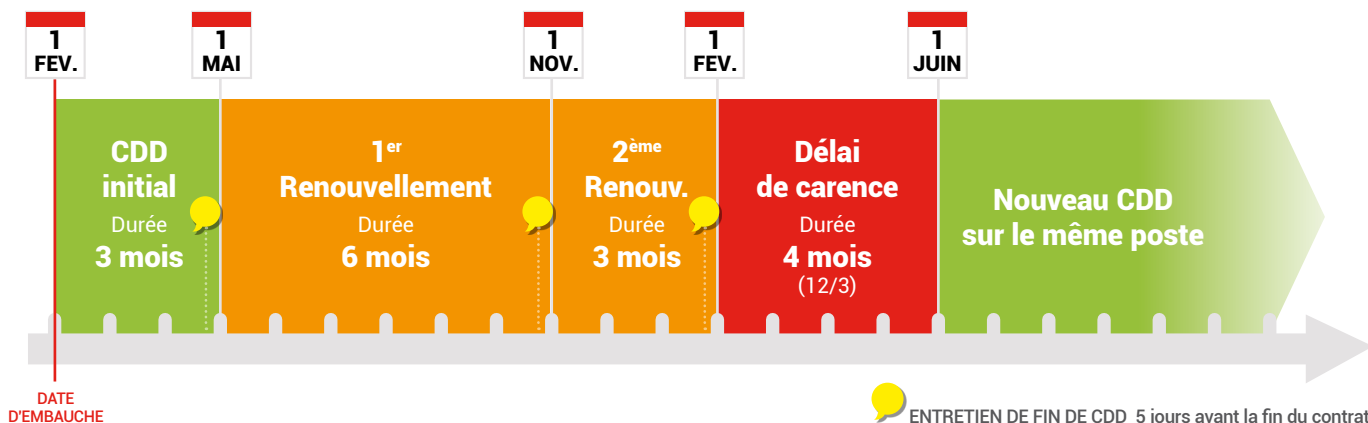 1
FEV.
1
MAI
1
NOV.
1
FEV.
1
JUIN
CDD
initial
Durée
3 mois
1er
Renouvellement
Durée
6 mois
2ème
Renouv.
Durée
3 mois
Délai
de carence
Durée
4 mois
(12/3)
Nouveau CDD
sur le même poste
DATE
D'EMBAUCHE
ENTRETIEN DE FIN DE CDD 5 jours avant la fin du contrat